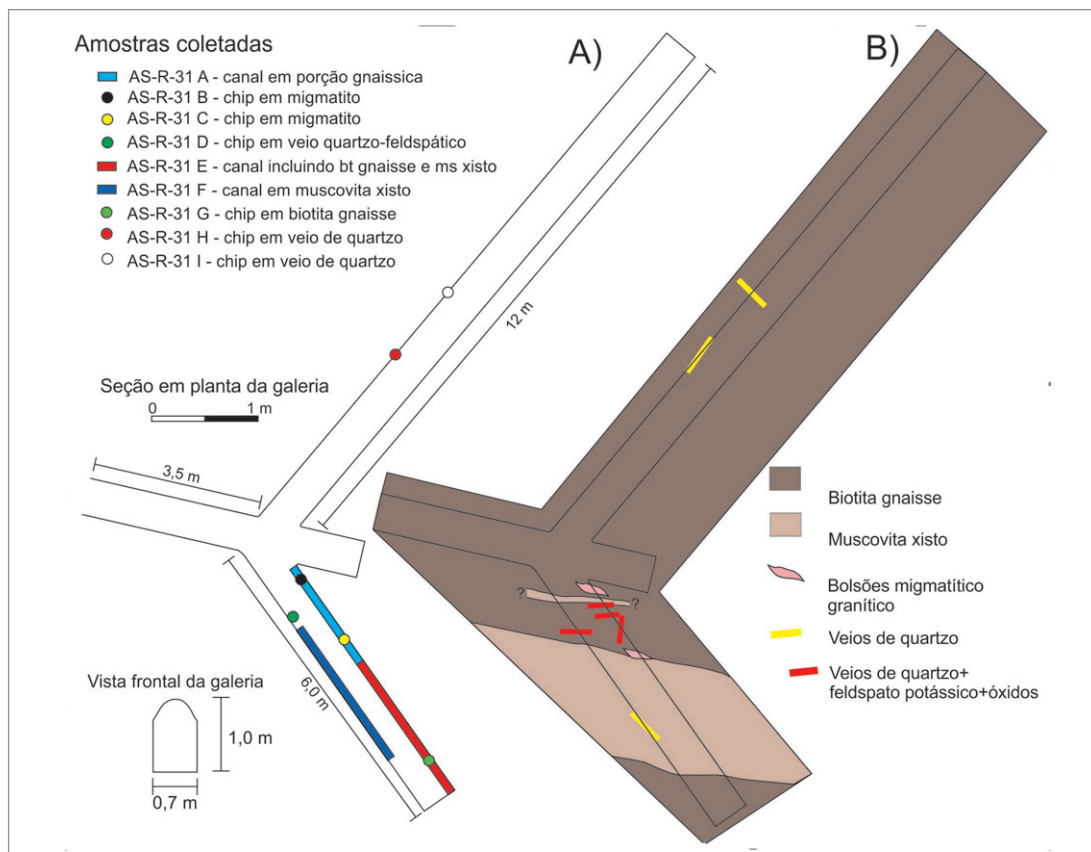 Amostras coletadas
AS-R-31 A - canal em porção gnaissica
AS-R-31 B - chip em migmatito
AS-R-31 C - chip em migmatito
AS-R-31 D - chip em veio quartzo-feldspático
AS-R-31 E - canal incluindo bt gnaisse e ms xisto
AS-R-31 F - canal em muscovita xisto
AS-R-31 G - chip em biotita gnaisse
AS-R-31 H - chip em veio de quartzo
AS-R-31 I - chip em veio de quartzo
A)
B)
12 m
Seção em planta da galeria
0 1 m
3,5 m
6,0 m
Vista frontal da galeria
1,0 m
0,7 m
? ?
Biotita gnaisse
Muscovita xisto
Bolsões migmatítico
granítico
Veios de quartzo
Veios de quartzo+
feldspato potássico+óxidos